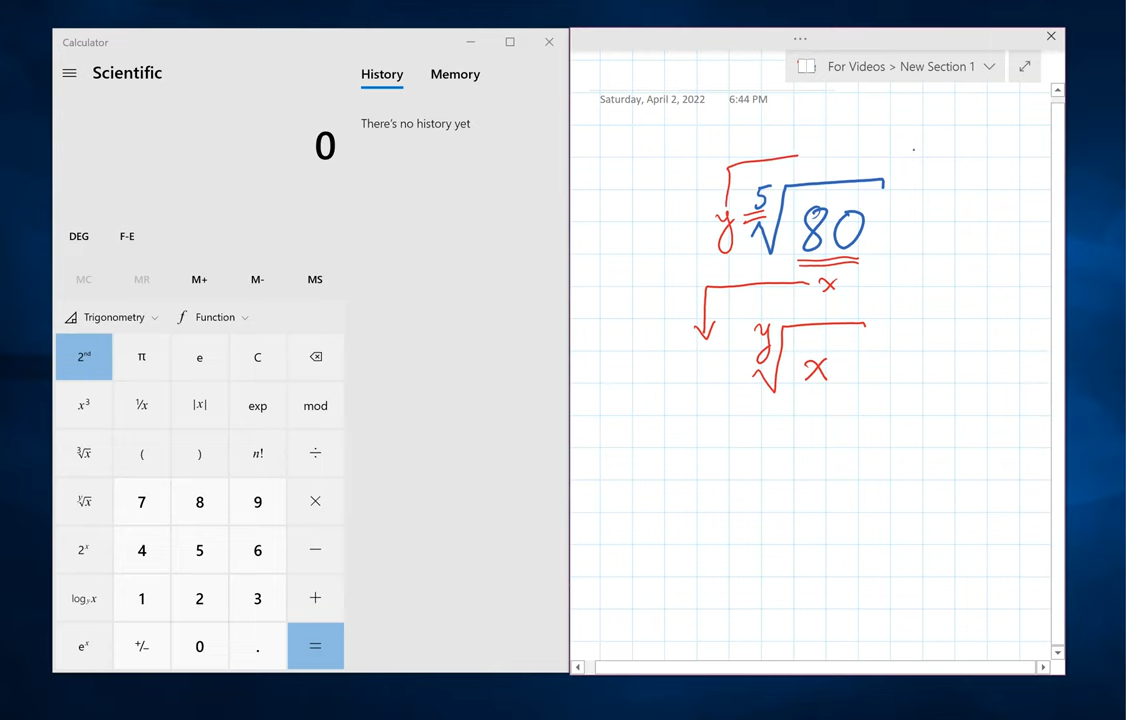 Calculator
Scientific
History Memory
There's no history yet
0
DEG F-E
MC MR M+ M- MS
Trigonometry f Function
2ⁿᵈ π e C
x³ ¹/x |x| exp mod
³√x ( ) n! ÷
ʸ√x 7 8 9 ×
2ˣ 4 5 6 −
logᵧx 1 2 3 +
eˣ +/− 0 . =
For Videos > New Section 1
Saturday, April 2, 2022 6:44 PM
y = ⁵√80
x
ʸ√x